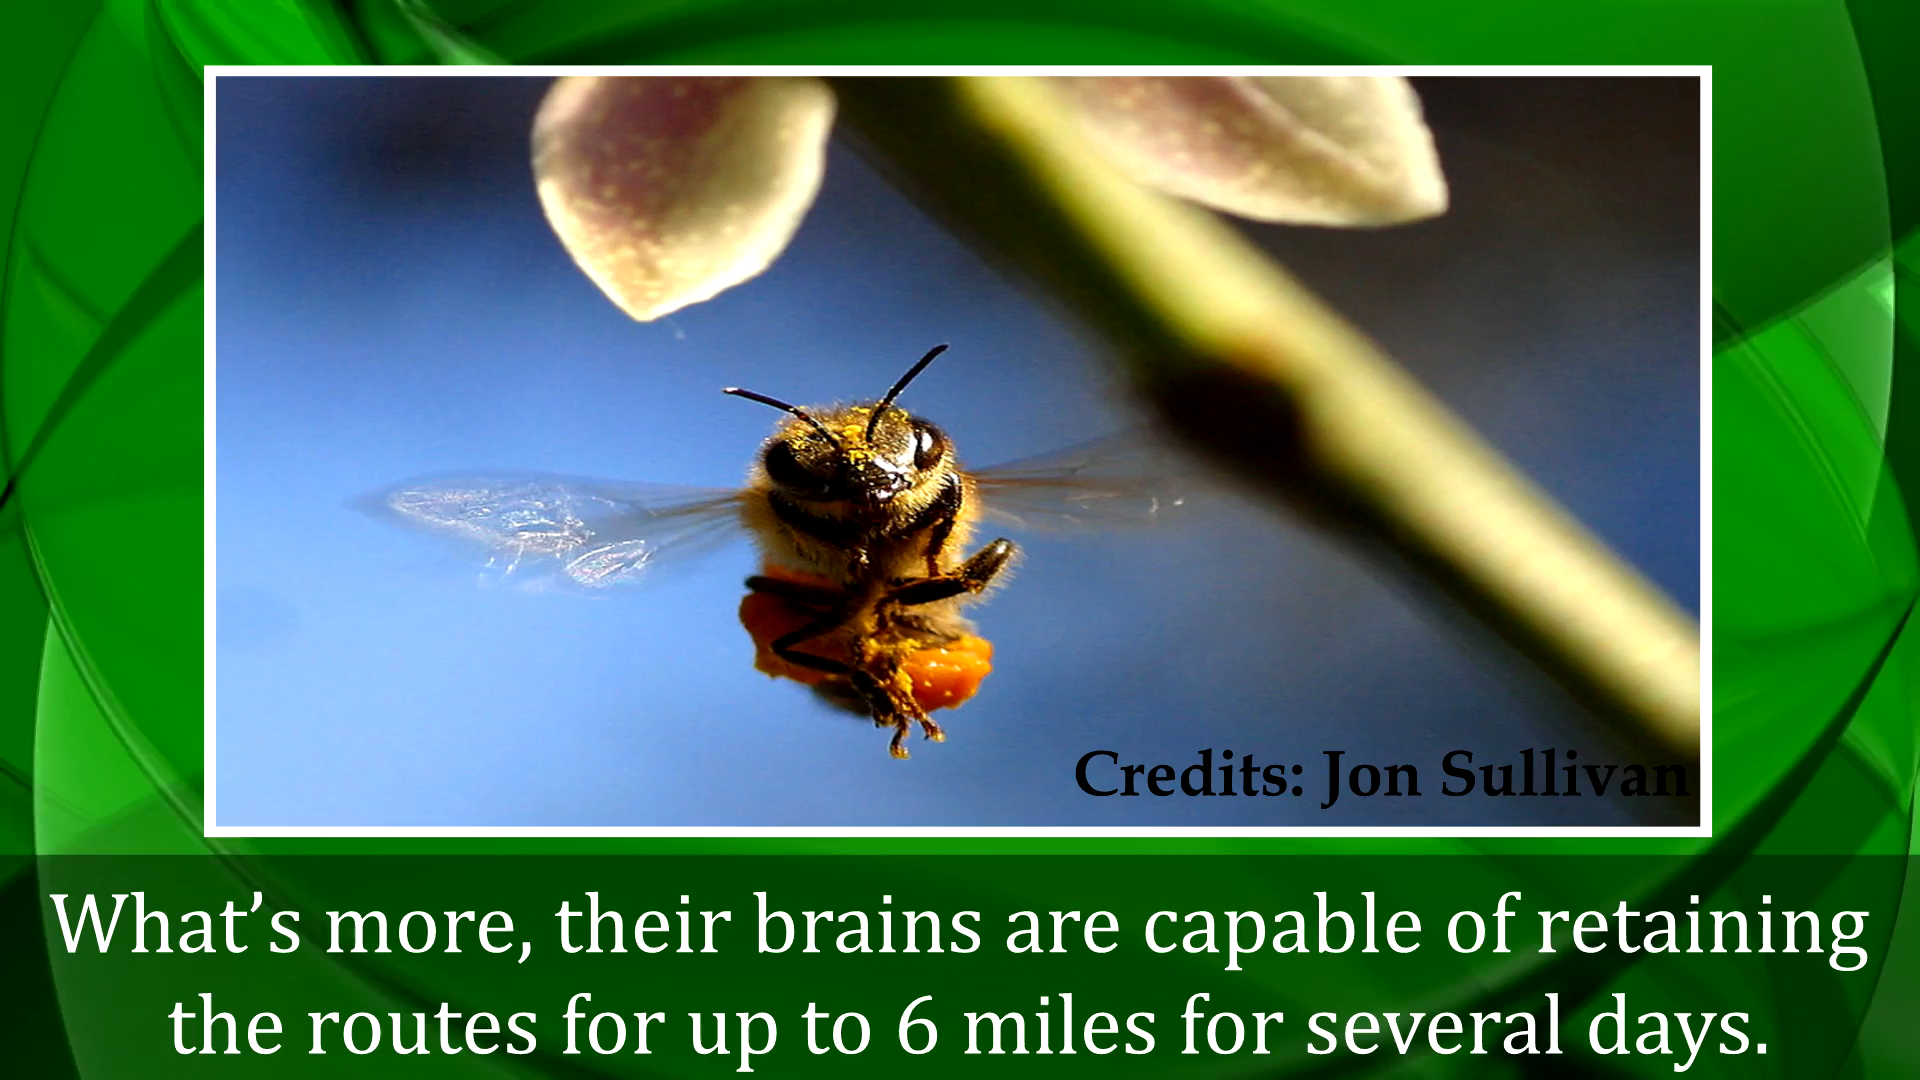 Credits: Jon Sullivan
What’s more, their brains are capable of retaining
the routes for up to 6 miles for several days.